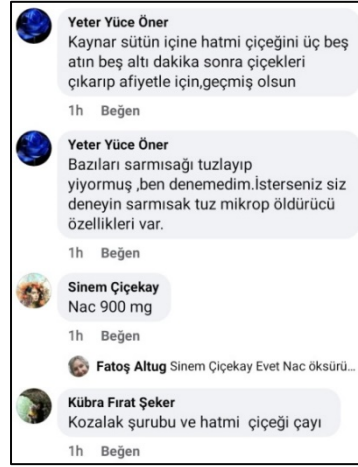 Yeter Yüce Öner
Kaynar sütün içine hatmi çiçeğini üç beş
atın beş altı dakika sonra çiçekleri
çıkarıp afiyetle için,geçmiş olsun
1h Beğen
Yeter Yüce Öner
Bazıları sarmısağı tuzlayıp
yiyormuş ,ben denemedim.İsterseniz siz
deneyin sarmısak tuz mikrop öldürücü
özellikleri var.
1h Beğen
Sinem Çiçekay
Nac 900 mg
1h Beğen
Fatoş Altug Sinem Çiçekay Evet Nac öksürü...
Kübra Fırat Şeker
Kozalak şurubu ve hatmi çiçeği çayı
1h Beğen